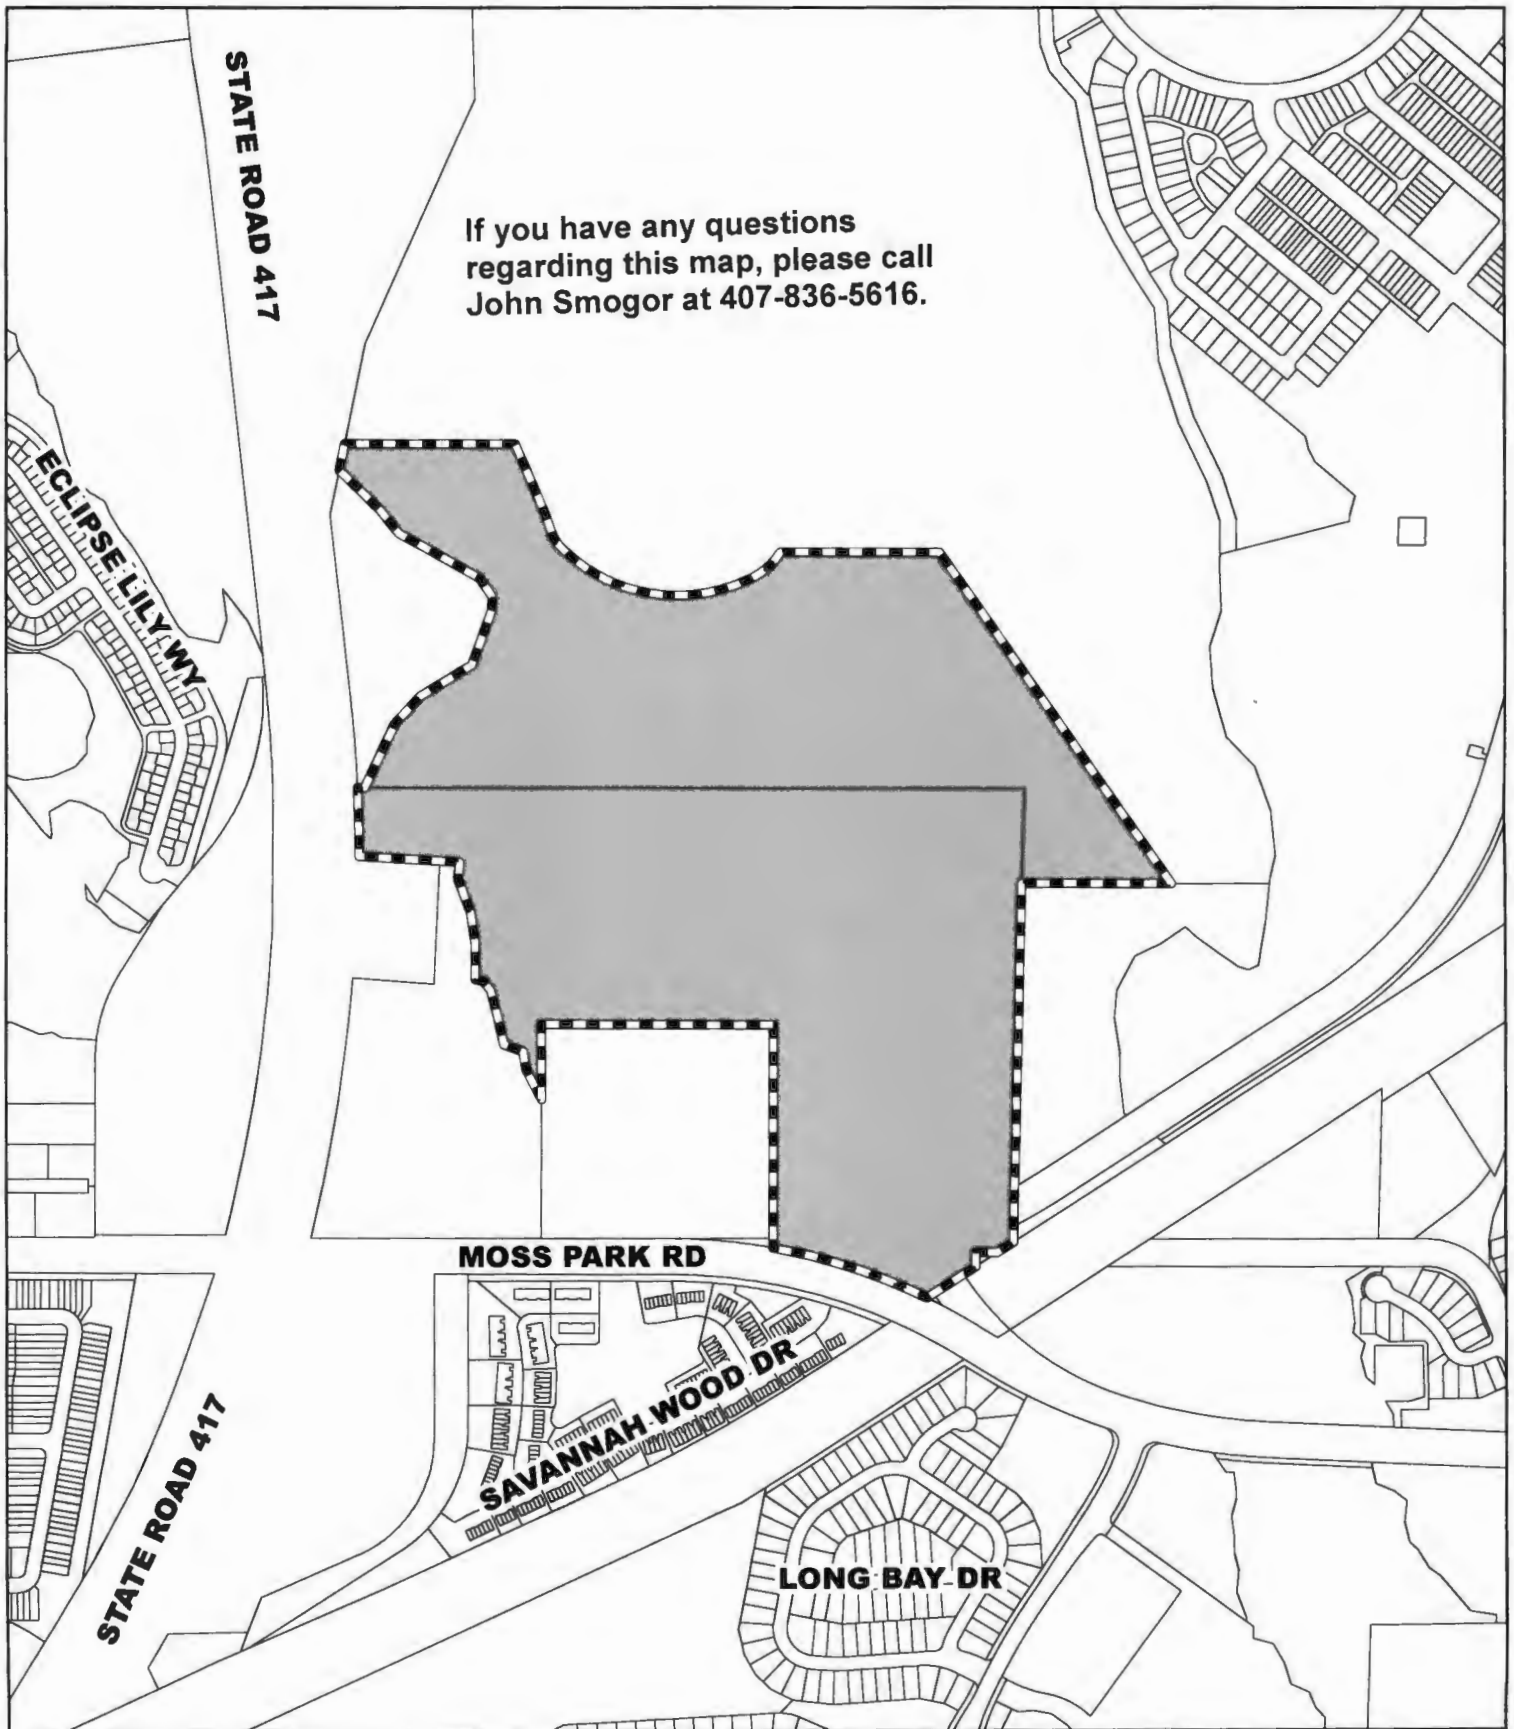 STATE ROAD 417
If you have any questions
regarding this map, please call
John Smogor at 407-836-5616.
ECLIPSE LILY WY
MOSS PARK RD
SAVANNAH WOOD DR
STATE ROAD 417
LONG BAY DR